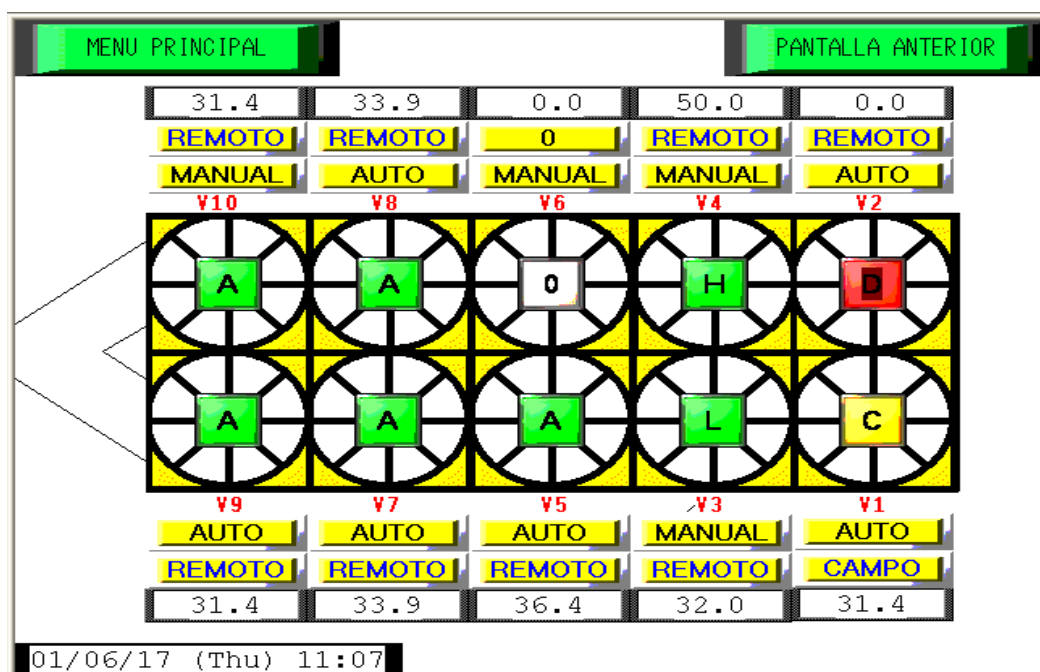 MENU PRINCIPAL PANTALLA ANTERIOR
31.4 33.9 0.0 50.0 0.0
REMOTO REMOTO 0 REMOTO REMOTO
MANUAL AUTO MANUAL MANUAL AUTO
V10 V8 V6 V4 V2
A A 0 H D
A A A L C
V9 V7 V5 V3 V1
AUTO AUTO AUTO MANUAL AUTO
REMOTO REMOTO REMOTO REMOTO CAMPO
31.4 33.9 36.4 32.0 31.4
01/06/17 (Thu) 11:07